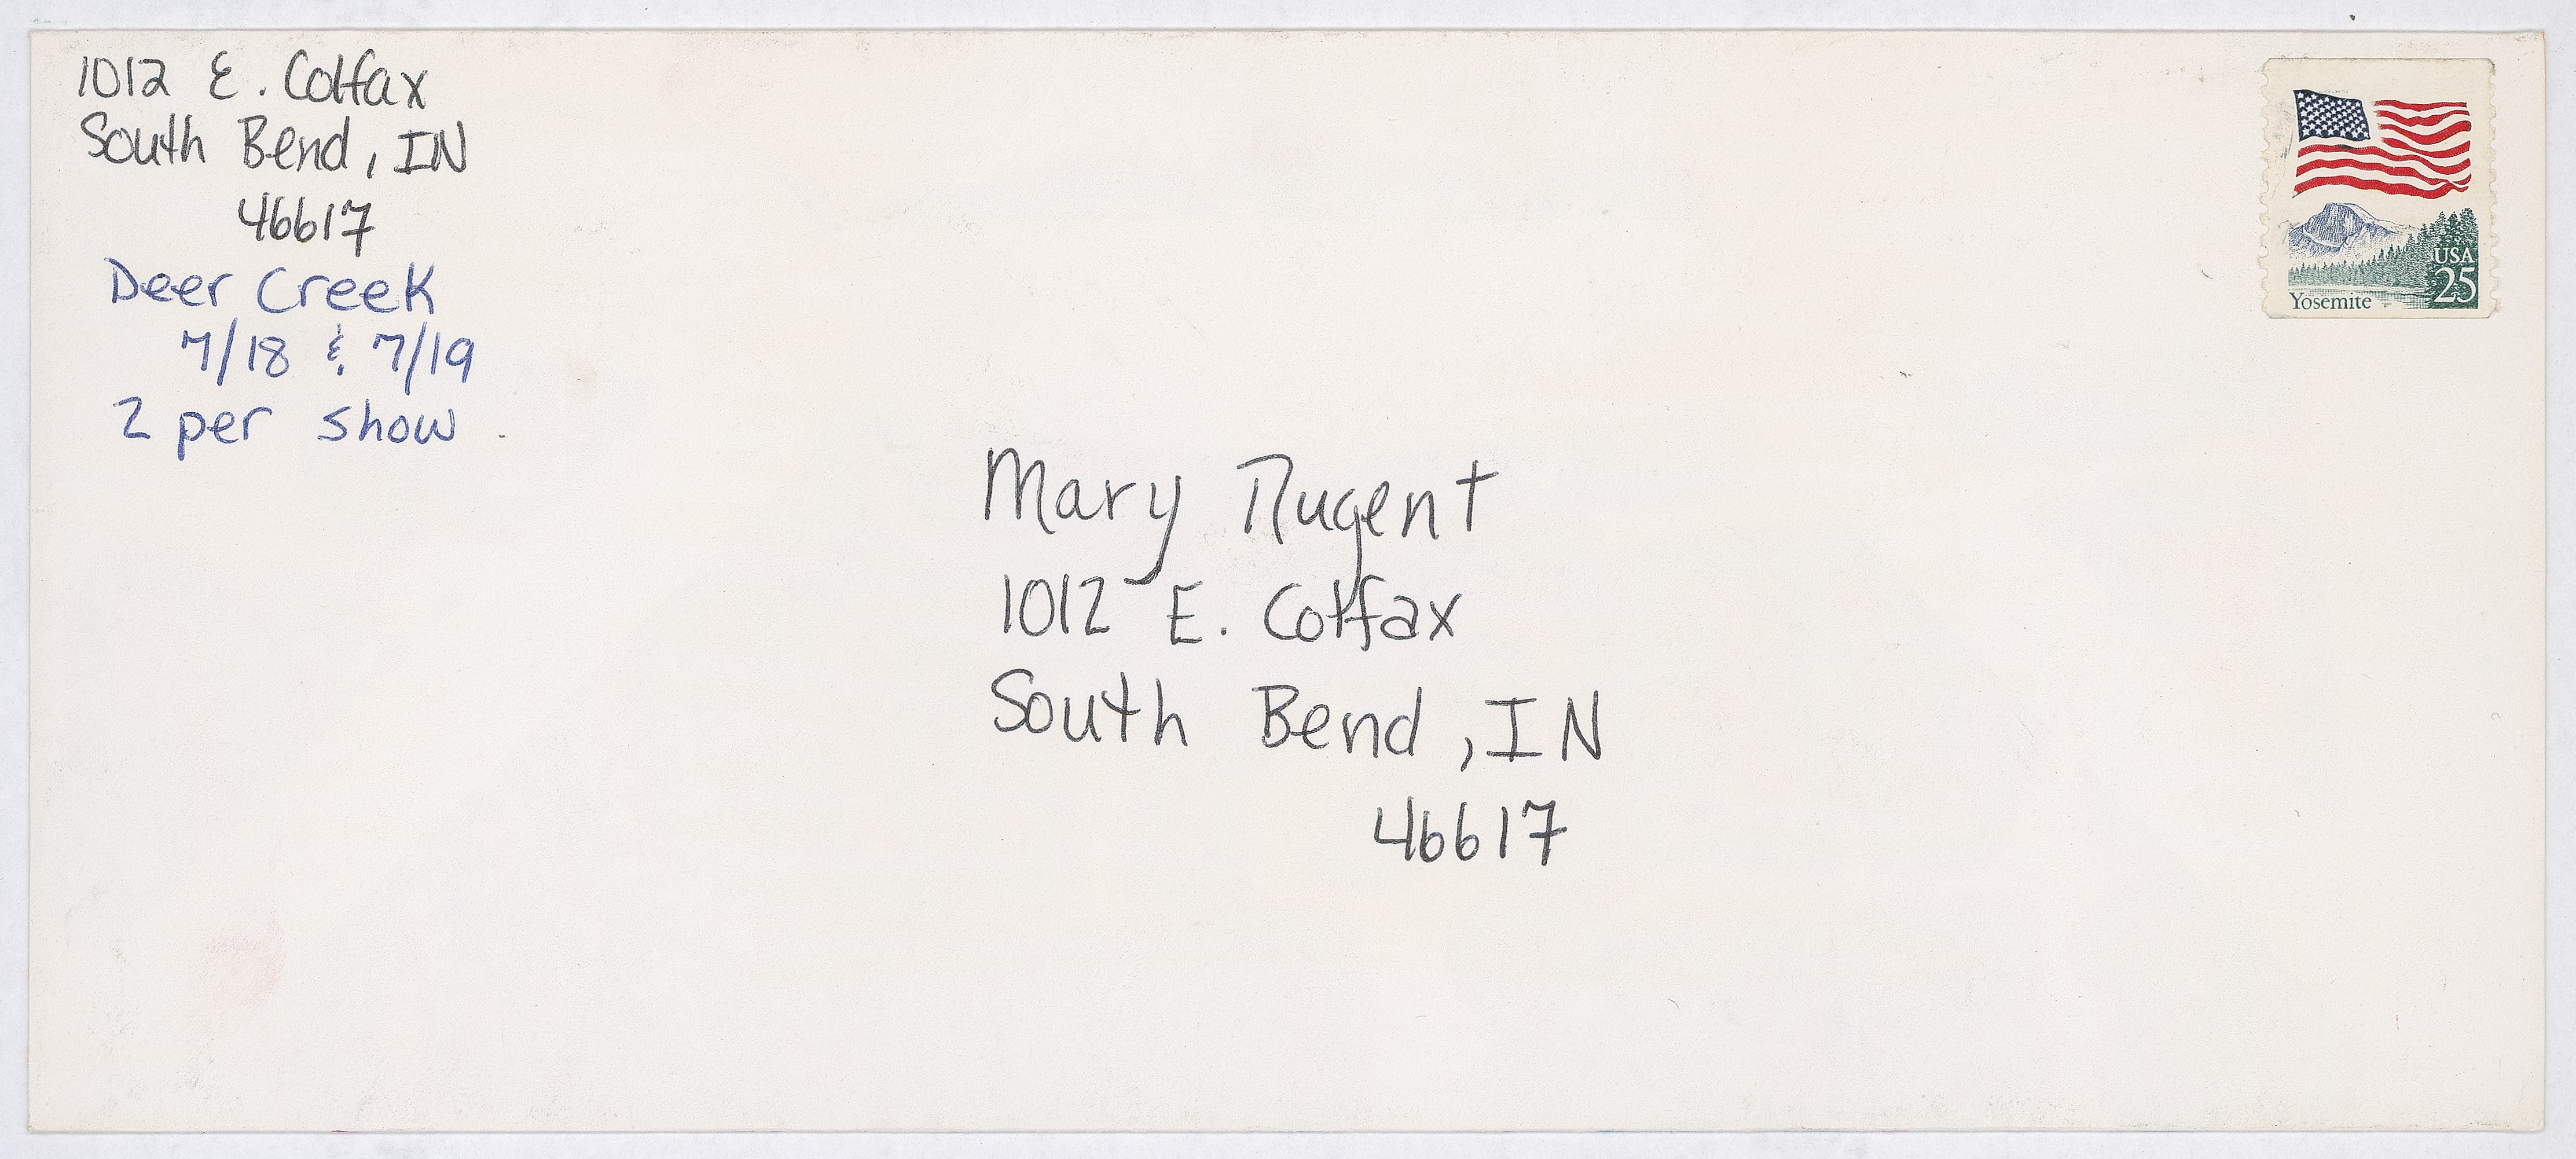 1012 E. Colfax
South Bend, IN
46617
Deer Creek
7/18 & 7/19
2 per show
USA
25
Yosemite
Mary Nugent
1012 E. Colfax
South Bend, IN
46617